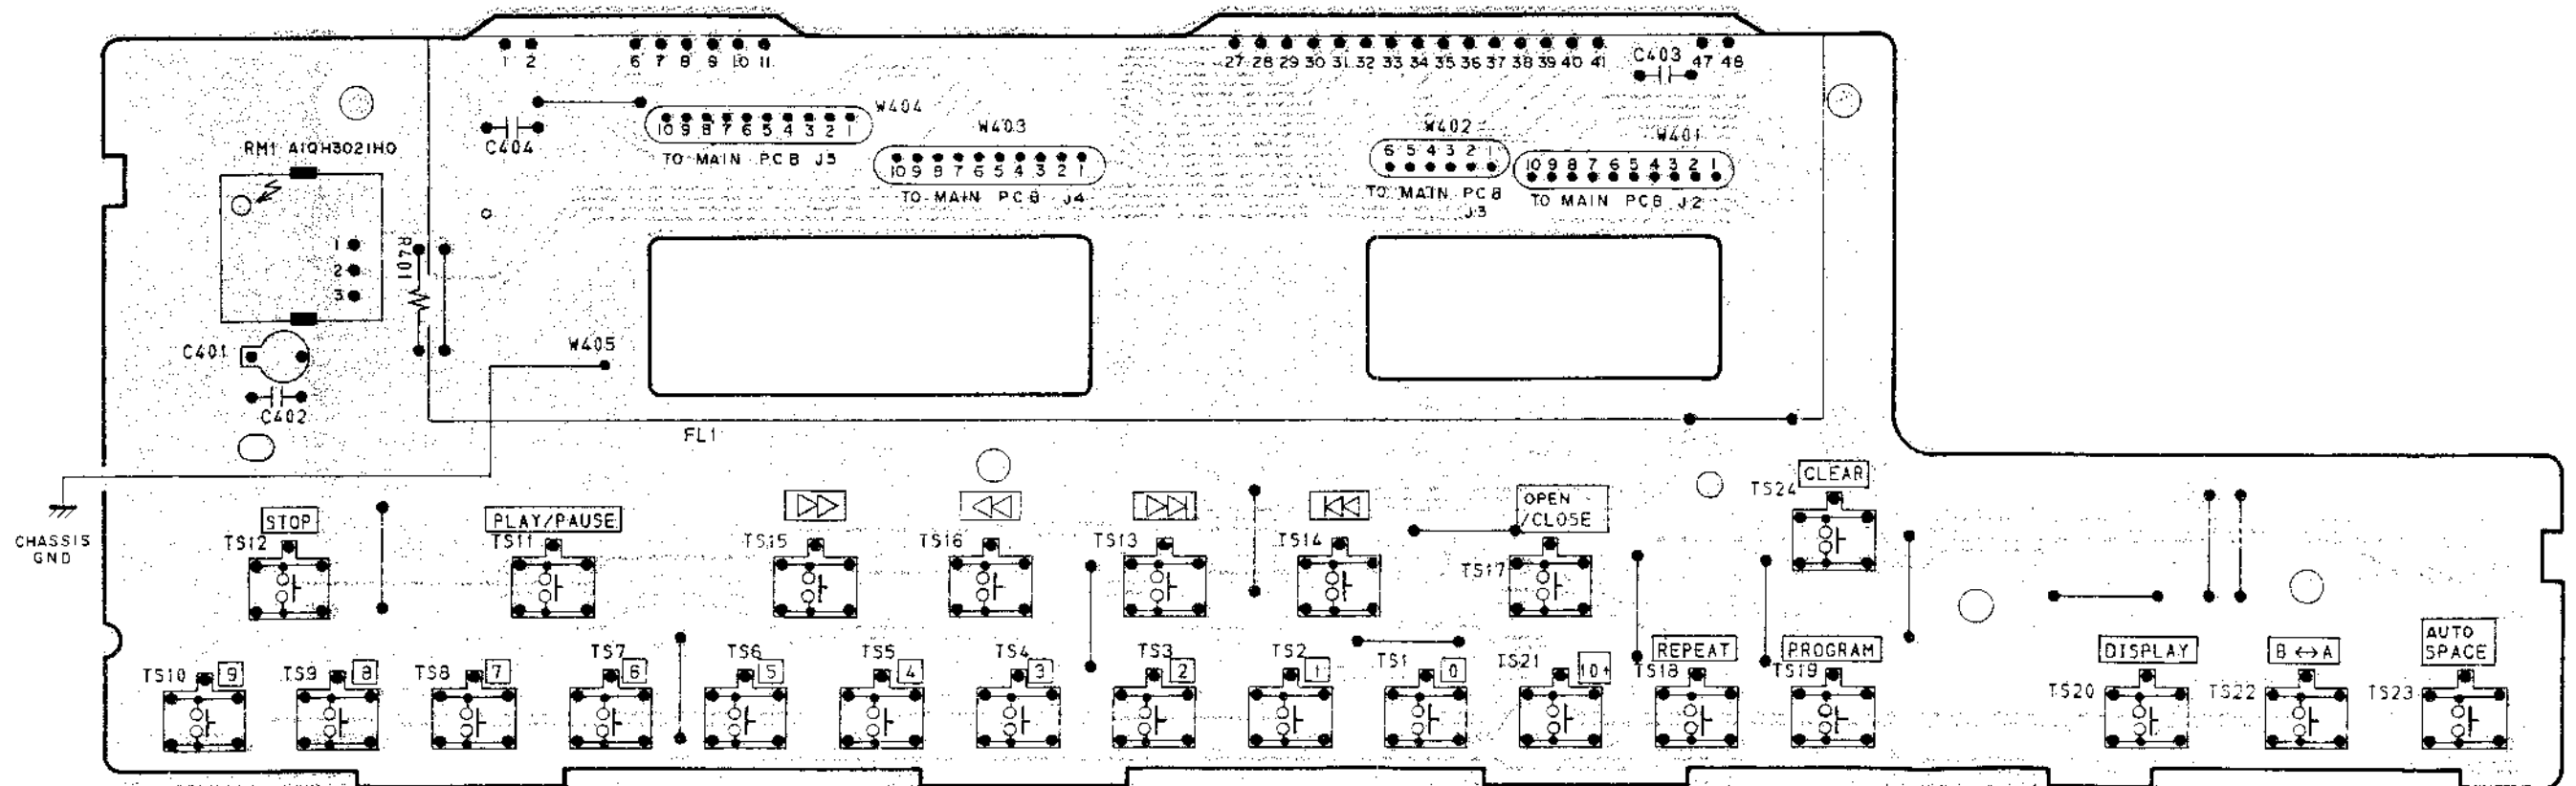 1 2 6 7 8 9 10 11 27 28 29 30 31 32 33 34 35 36 37 38 39 40 41 C403 47 48
W404
10 9 8 7 6 5 4 3 2 1
C404
TO MAIN PCB J5
W403
10 9 8 7 6 5 4 3 2 1
TO MAIN PCB J4
W402
6 5 4 3 2 1
TO MAIN PCB
J3
W401
10 9 8 7 6 5 4 3 2 1
TO MAIN PCB J2
RM1 A1QH3021HO
1
2
3
R401
C401
C402
W405
FL1
CHASSIS
GND
STOP
TS12
PLAY/PAUSE
TS11
TS15
TS16
TS13
TS14
OPEN
/CLOSE
TS17
CLEAR
TS24
TS10 9
TS9 8
TS8 7
TS7 6
TS6 5
TS5 4
TS4 3
TS3 2
TS2 1
TS1 0
TS21 10+
REPEAT
TS18
PROGRAM
TS19
DISPLAY
TS20
B ↔ A
TS22
AUTO
SPACE
TS23